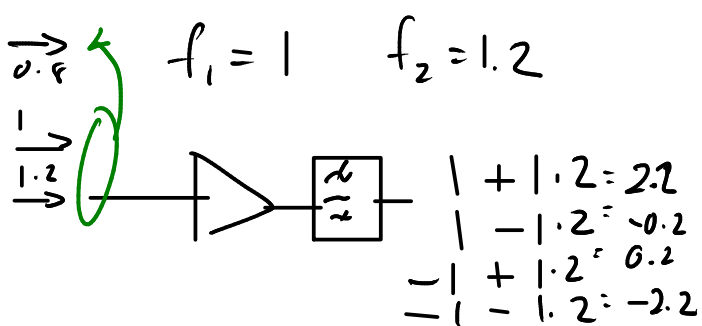 0.8
f₁ = 1
f₂ = 1.2
1
1.2
1 + 1.2 = 2.2
1 - 1.2 = -0.2
-1 + 1.2 = 0.2
-1 - 1.2 = -2.2